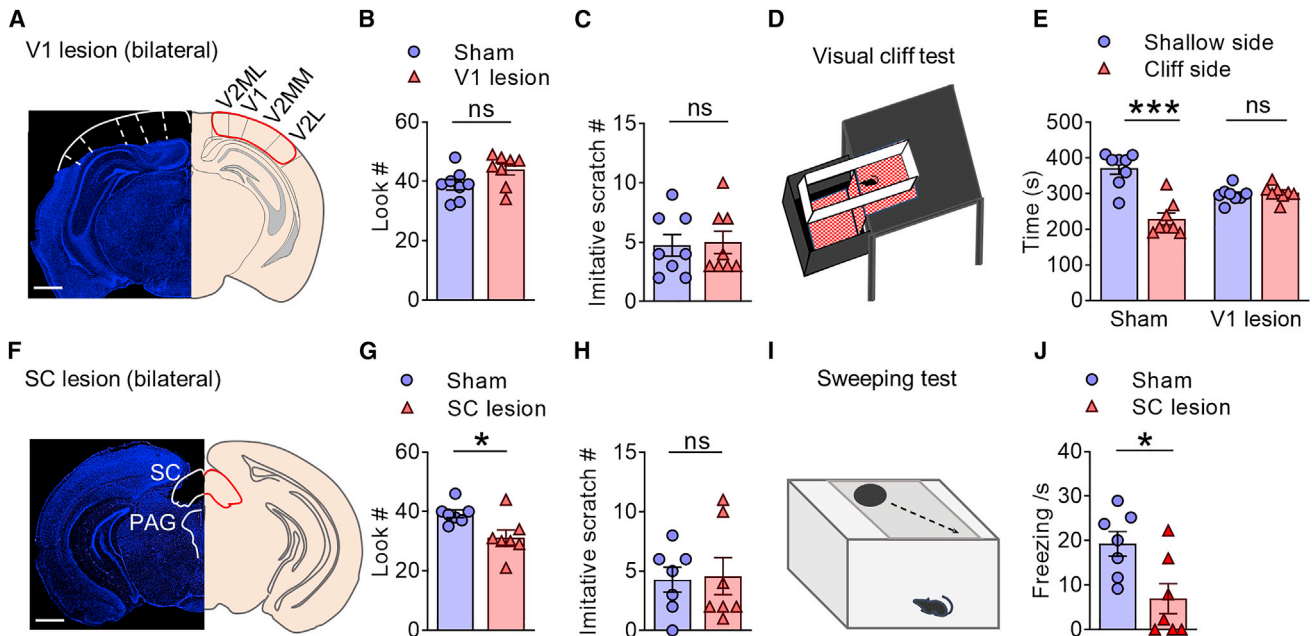 A
V1 lesion (bilateral)
V2ML
V1
V2MM
V2L
B
Sham
V1 lesion
ns
Look #
60
40
20
0
C
ns
Imitative scratch #
15
10
5
0
D
Visual cliff test
E
Shallow side
Cliff side
***
ns
Time (s)
500
400
300
200
100
0
Sham
V1 lesion
F
SC lesion (bilateral)
SC
PAG
G
Sham
SC lesion
*
Look #
60
40
20
0
H
ns
Imitative scratch #
15
10
5
0
I
Sweeping test
J
Sham
SC lesion
*
Freezing /s
40
30
20
10
0